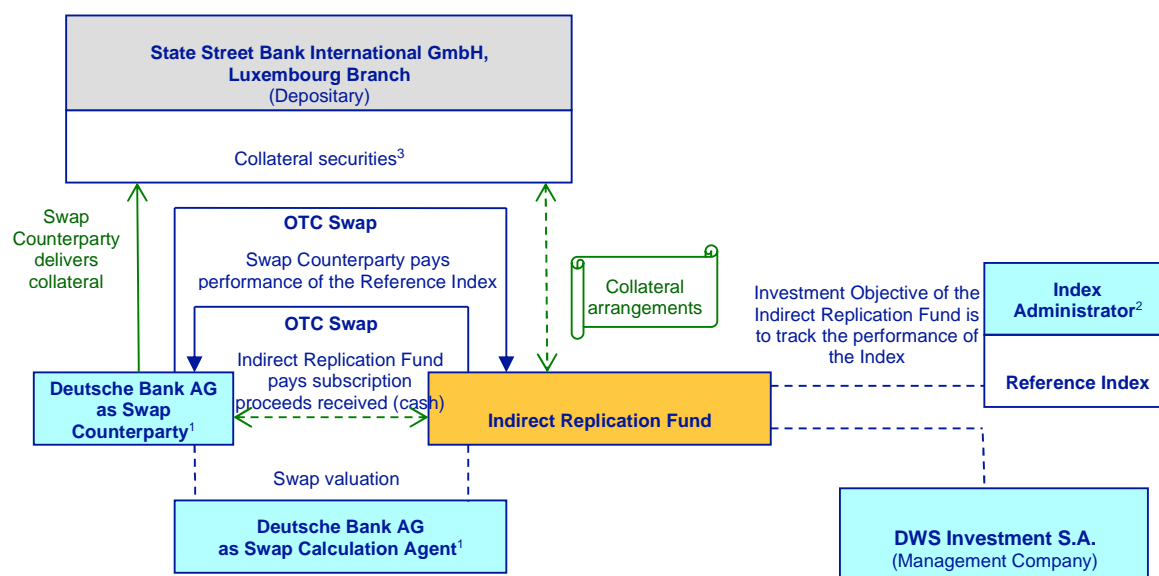 State Street Bank International GmbH,
Luxembourg Branch
(Depositary)
Collateral securities³
Swap
Counterparty
delivers
collateral
OTC Swap
Swap Counterparty pays
performance of the Reference Index
OTC Swap
Indirect Replication Fund
pays subscription
proceeds received (cash)
Collateral
arrangements
Investment Objective of the
Indirect Replication Fund is
to track the performance of
the Index
Index
Administrator²
Reference Index
Deutsche Bank AG
as Swap
Counterparty¹
Indirect Replication Fund
Swap valuation
Deutsche Bank AG
as Swap Calculation Agent¹
DWS Investment S.A.
(Management Company)